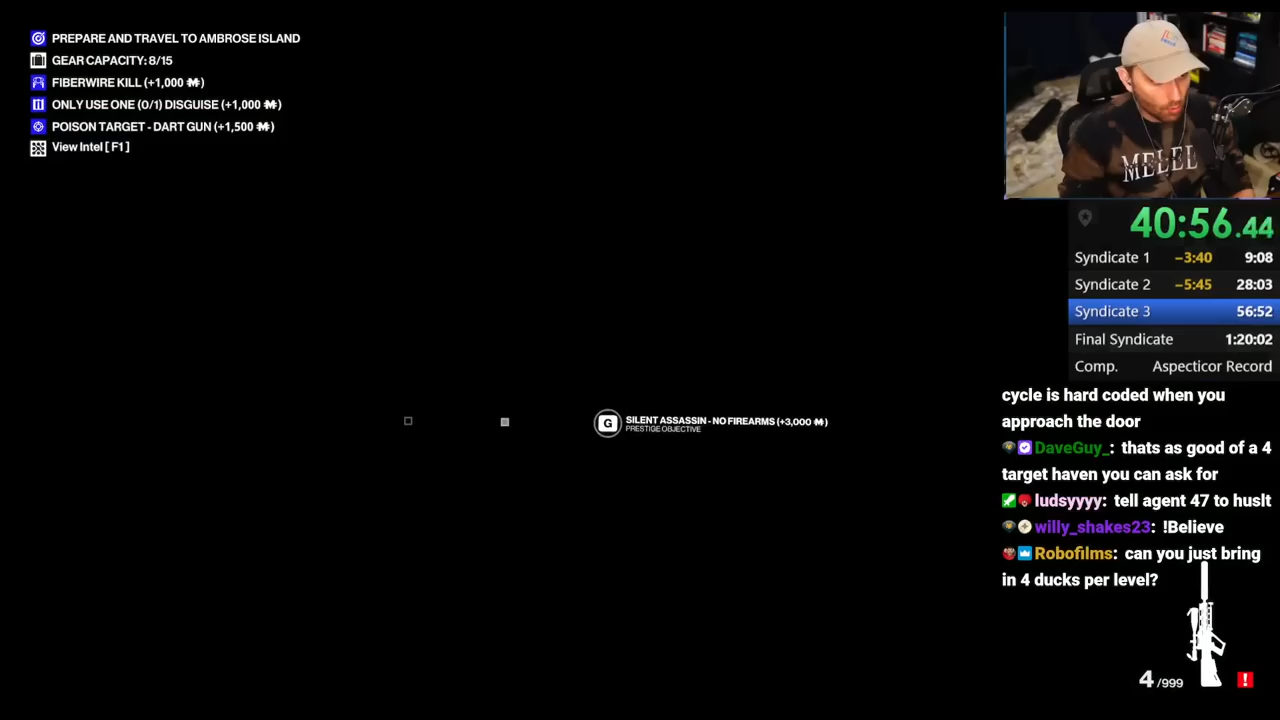 PREPARE AND TRAVEL TO AMBROSE ISLAND
GEAR CAPACITY: 8/15
FIBERWIRE KILL (+1,000 )
ONLY USE ONE (0/1) DISGUISE (+1,000 )
POISON TARGET - DART GUN (+1,500 )
View Intel [ F1 ]
MELEL
40:56.44
Syndicate 1 −3:40 9:08
Syndicate 2 −5:45 28:03
Syndicate 3 56:52
Final Syndicate 1:20:02
Comp. Aspecticor Record
G SILENT ASSASSIN - NO FIREARMS (+3,000 )
PRESTIGE OBJECTIVE
cycle is hard coded when you
approach the door
DaveGuy_: thats as good of a 4
target haven you can ask for
ludsyyyy: tell agent 47 to huslt
willy_shakes23: !Believe
Robofilms: can you just bring
in 4 ducks per level?
4 /999
!